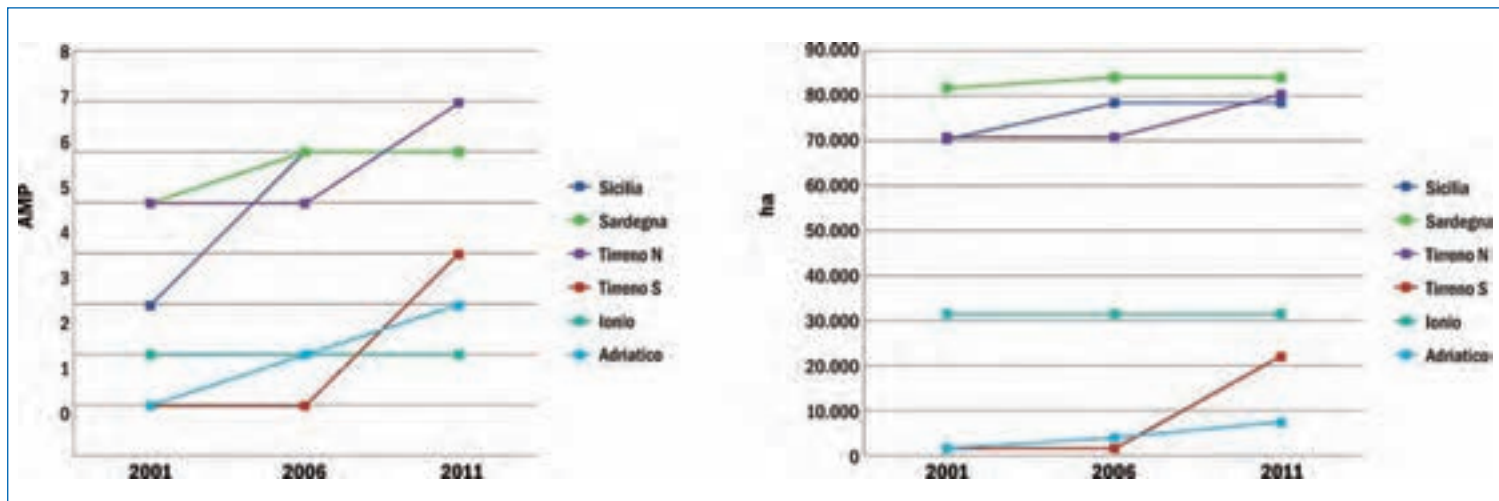 AMP
8
7
6
5
4
3
2
1
0
2001 2006 2011
Sicilia
Sardegna
Tirreno N
Tirreno S
Ionio
Adriatico
ha
90.000
80.000
70.000
60.000
50.000
40.000
30.000
20.000
10.000
0
2001 2006 2011
Sicilia
Sardegna
Tirreno N
Tirreno S
Ionio
Adriatico